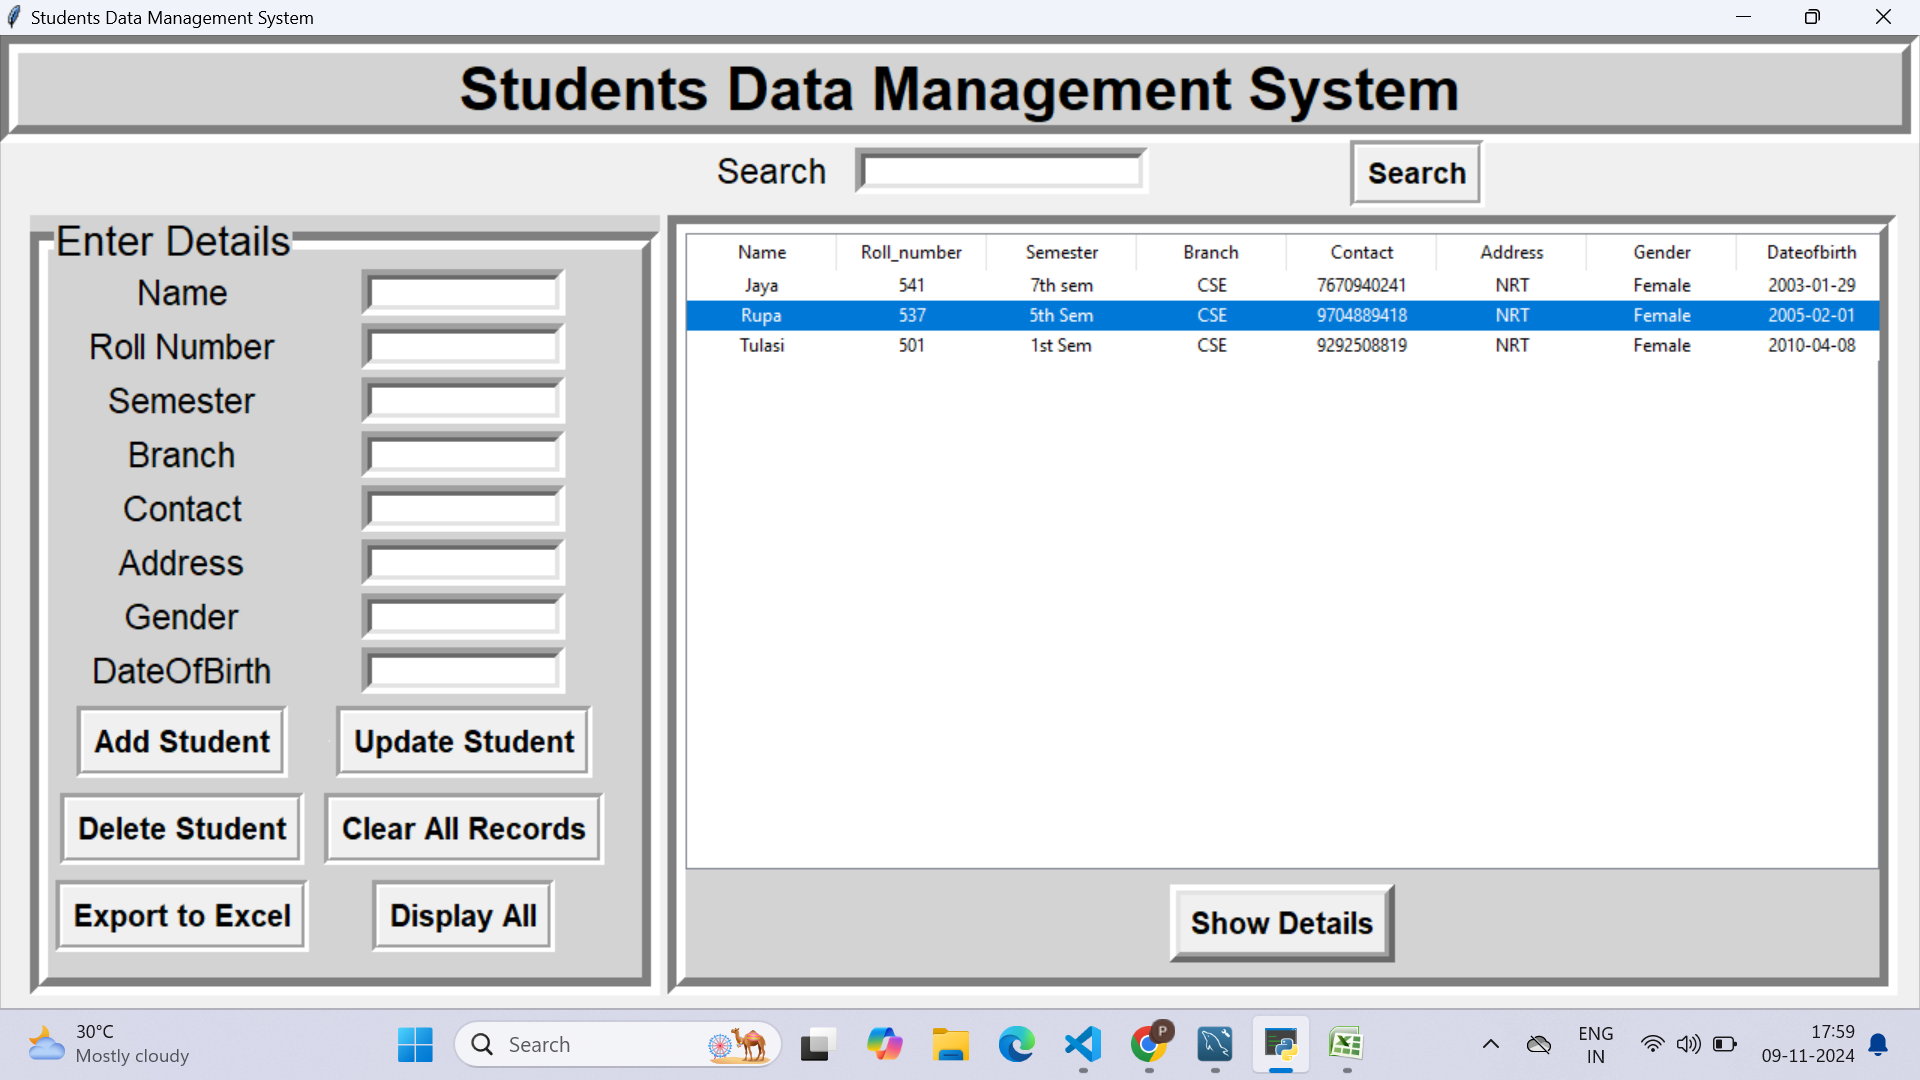 Students Data Management System
Students Data Management System
Search Search
Enter Details
Name
Roll Number
Semester
Branch
Contact
Address
Gender
DateOfBirth
Add Student Update Student
Delete Student Clear All Records
Export to Excel Display All
Name Roll_number Semester Branch Contact Address Gender Dateofbirth
Jaya 541 7th sem CSE 7670940241 NRT Female 2003-01-29
Rupa 537 5th Sem CSE 9704889418 NRT Female 2005-02-01
Tulasi 501 1st Sem CSE 9292508819 NRT Female 2010-04-08
Show Details
30°C
Mostly cloudy
Search
P
ENG
IN
17:59
09-11-2024